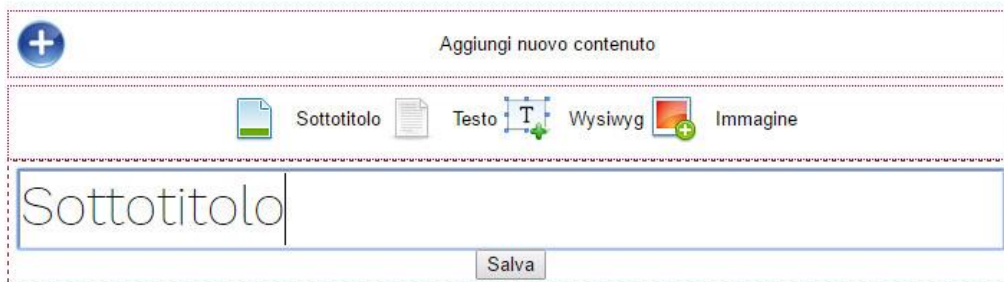 Aggiungi nuovo contenuto
Sottotitolo Testo T Wysiwyg Immagine
Sottotitolo
Salva